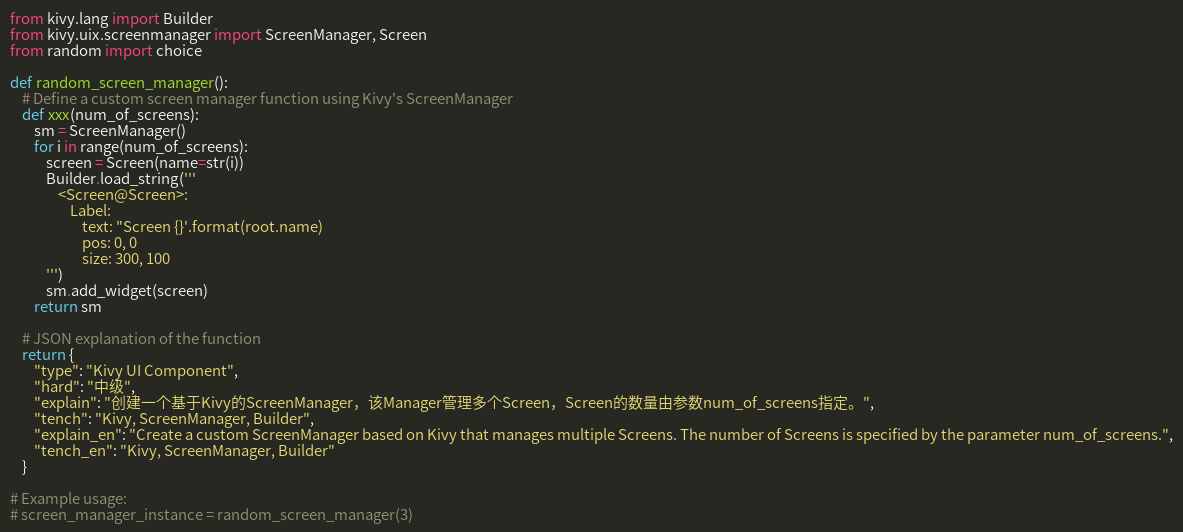 from kivy.lang import Builder
from kivy.uix.screenmanager import ScreenManager, Screen
from random import choice

def random_screen_manager():
    # Define a custom screen manager function using Kivy's ScreenManager
    def xxx(num_of_screens):
        sm = ScreenManager()
        for i in range(num_of_screens):
            screen = Screen(name=str(i))
            Builder.load_string('''
                <Screen@Screen>:
                    Label:
                        text: "Screen {}'.format(root.name)
                        pos: 0, 0
                        size: 300, 100
            ''')
            sm.add_widget(screen)
        return sm

    # JSON explanation of the function
    return {
        "type": "Kivy UI Component",
        "hard": "中级",
        "explain": "创建一个基于Kivy的ScreenManager，该Manager管理多个Screen，Screen的数量由参数num_of_screens指定。",
        "tench": "Kivy, ScreenManager, Builder",
        "explain_en": "Create a custom ScreenManager based on Kivy that manages multiple Screens. The number of Screens is specified by the parameter num_of_screens.",
        "tench_en": "Kivy, ScreenManager, Builder"
    }

# Example usage:
# screen_manager_instance = random_screen_manager(3)